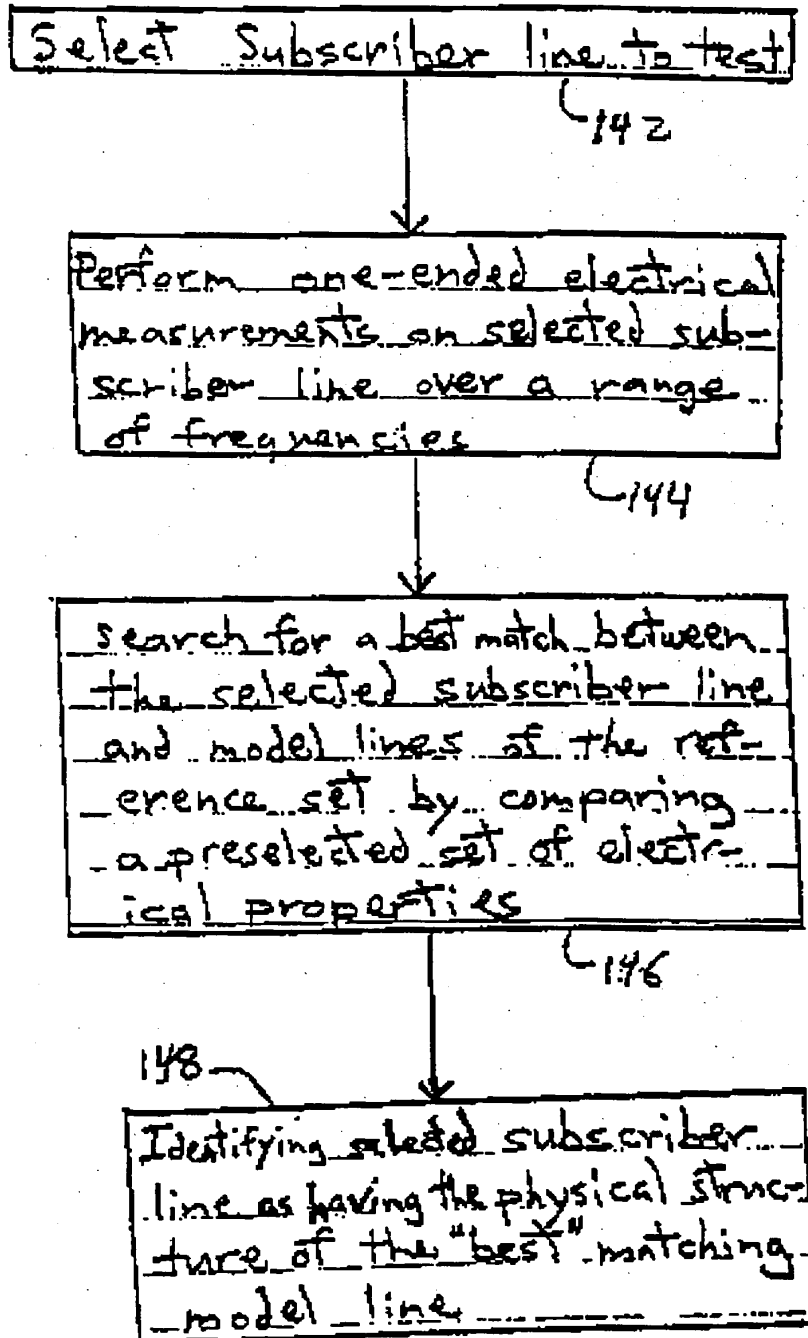 Select Subscriber line to test
142
Perform one-ended electrical
measurements on selected sub-
scriber line over a range
of frequencies
144
search for a best match between
the selected subscriber line
and model lines of the ref-
erence set by comparing
a preselected set of electr-
ical properties
146
148
Identifying selected subscriber
line as having the physical struc-
ture of the "best" matching
model line